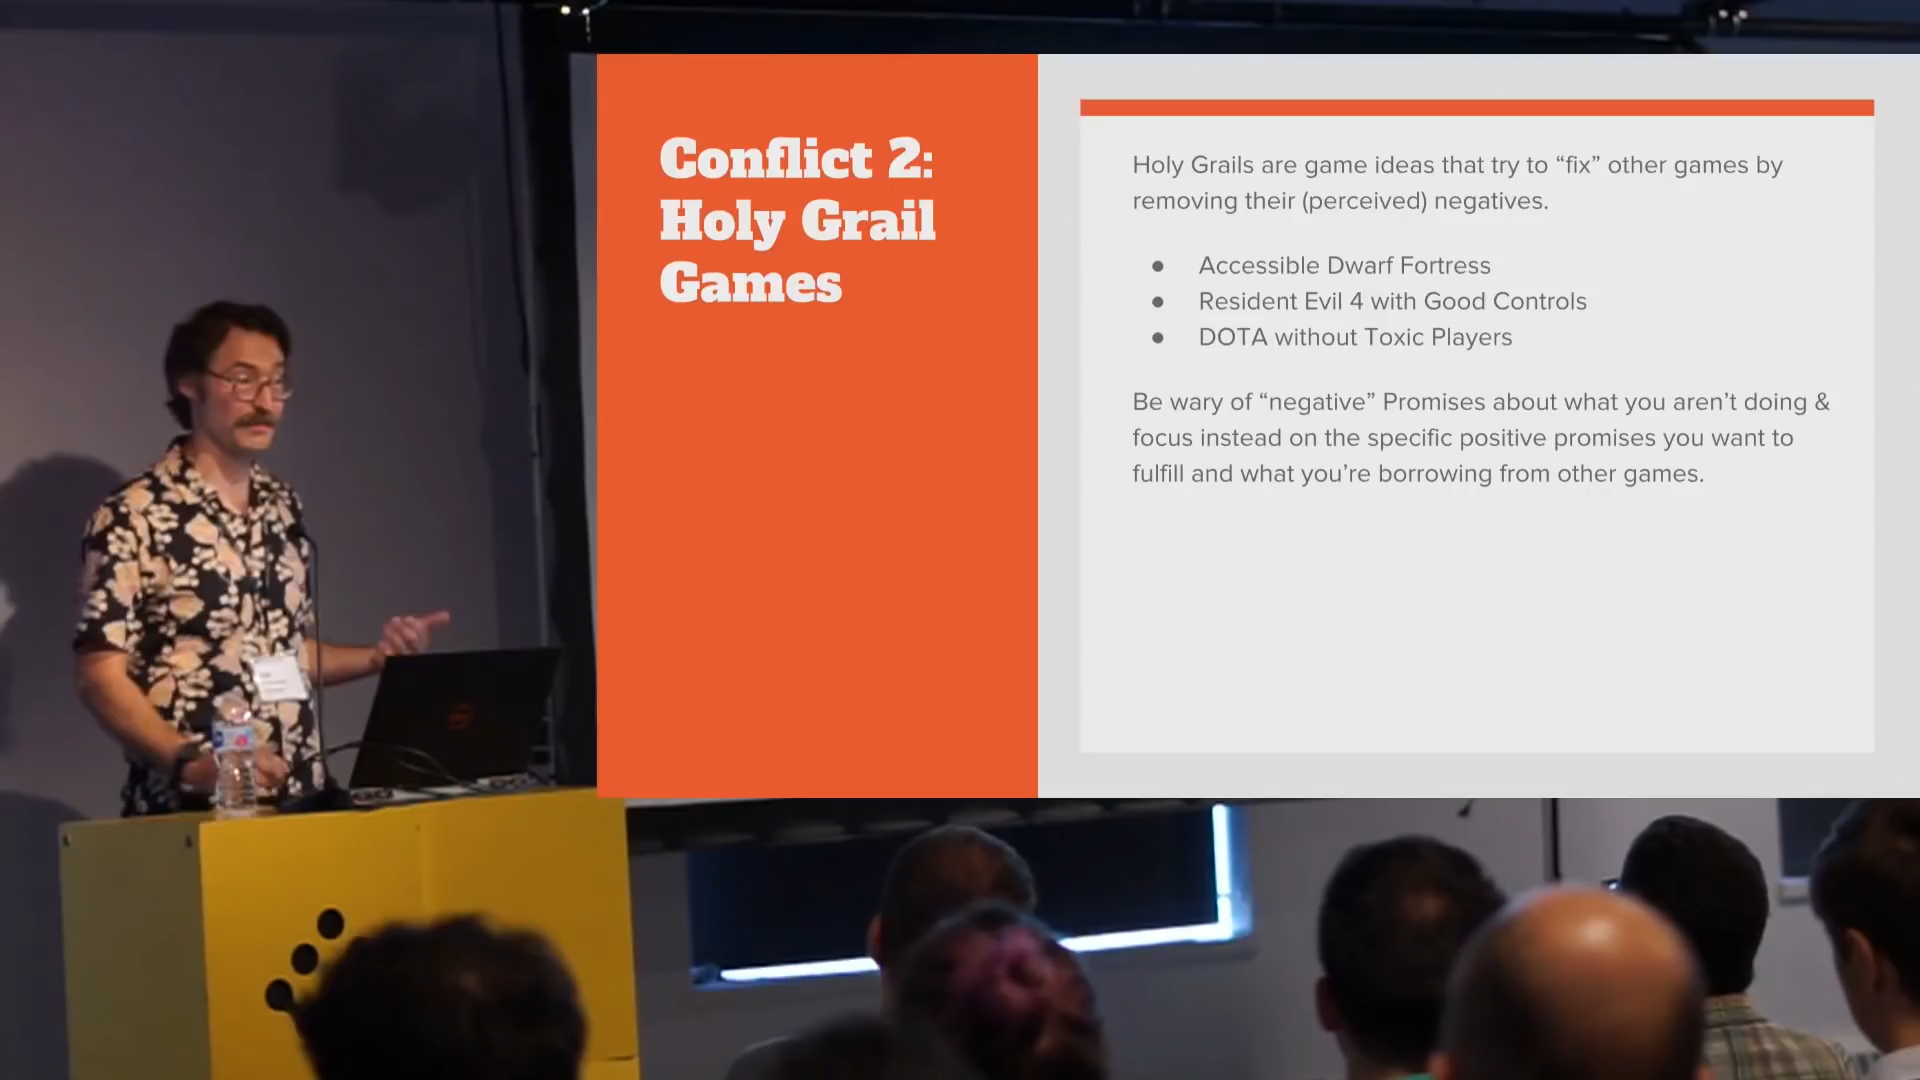 Conflict 2:
Holy Grail
Games
Holy Grails are game ideas that try to “fix” other games by
removing their (perceived) negatives.
● Accessible Dwarf Fortress
● Resident Evil 4 with Good Controls
● DOTA without Toxic Players
Be wary of “negative” Promises about what you aren’t doing &
focus instead on the specific positive promises you want to
fulfill and what you’re borrowing from other games.